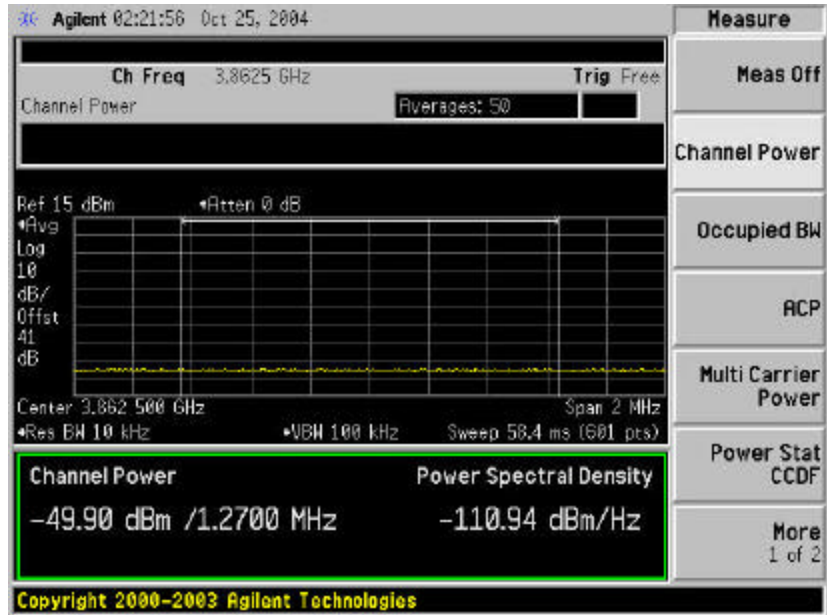 Agilent 02:21:56 Oct 25, 2004
Measure
Ch Freq 3.8625 GHz
Trig Free
Meas Off
Channel Power
Averages: 50
Channel Power
Ref 15 dBm
Atten 0 dB
Occupied BW
Avg
Log
10
dB/
Offst
41
dB
ACP
Multi Carrier
Power
Center 3.862 500 GHz
Span 2 MHz
Res BW 10 kHz
VBW 100 kHz
Sweep 58.4 ms (601 pts)
Power Stat
CCDF
Channel Power
Power Spectral Density
-49.90 dBm /1.2700 MHz
-110.94 dBm/Hz
More
1 of 2
Copyright 2000-2003 Agilent Technologies